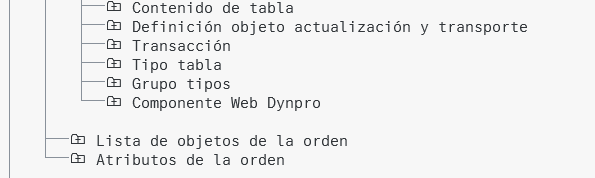 Contenido de tabla
Definición objeto actualización y transporte
Transacción
Tipo tabla
Grupo tipos
Componente Web Dynpro
Lista de objetos de la orden
Atributos de la orden